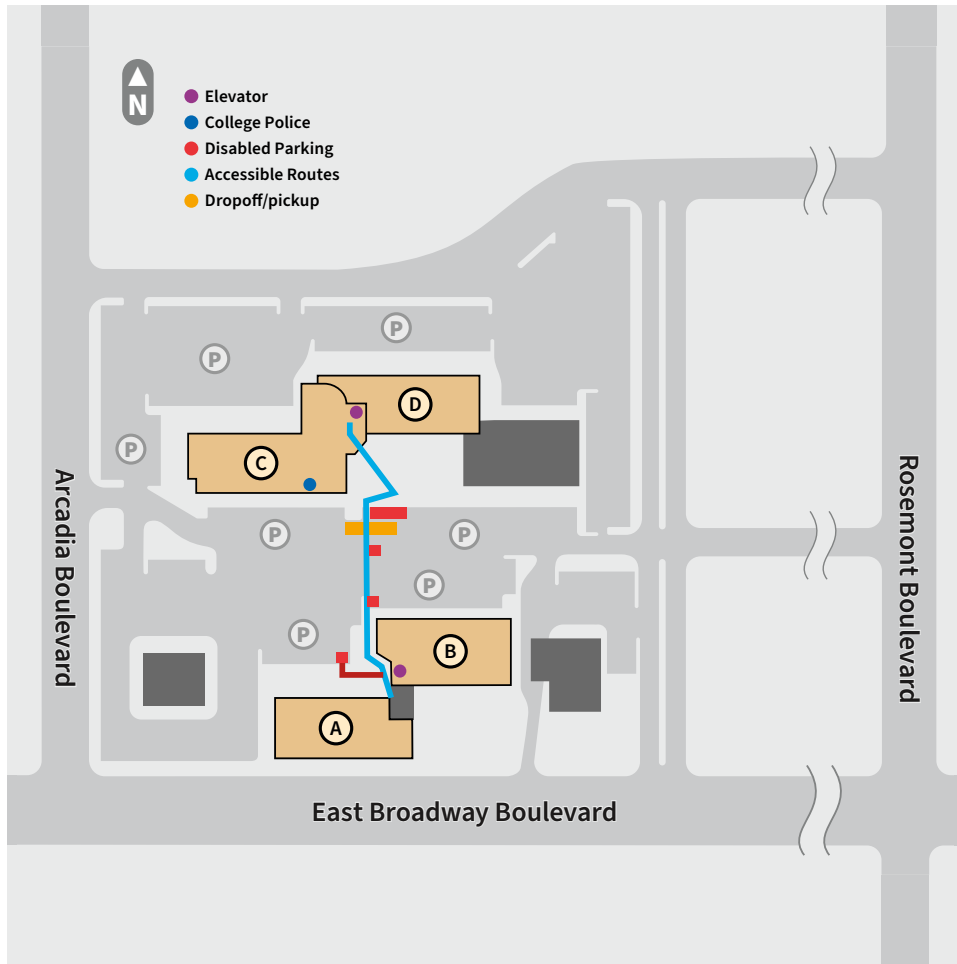 N
Elevator
College Police
Disabled Parking
Accessible Routes
Dropoff/pickup
P
P
D
P
C
P
P
P
P
B
A
Arcadia Boulevard
Rosemont Boulevard
East Broadway Boulevard